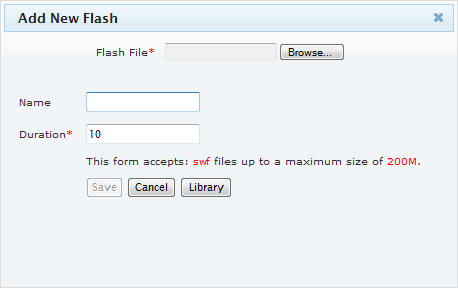 Add New Flash
Flash File* Browse...
Name
Duration* 10
This form accepts: swf files up to a maximum size of 200M.
Save Cancel Library